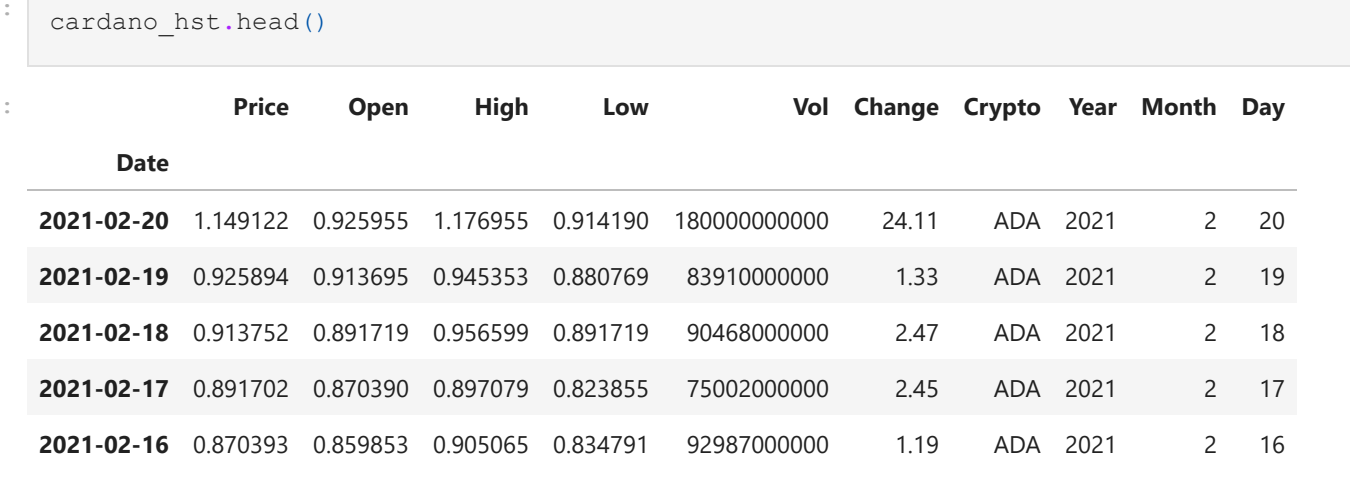 :
cardano_hst.head()
:
Price Open High Low Vol Change Crypto Year Month Day
Date
2021-02-20 1.149122 0.925955 1.176955 0.914190 180000000000 24.11 ADA 2021 2 20
2021-02-19 0.925894 0.913695 0.945353 0.880769 83910000000 1.33 ADA 2021 2 19
2021-02-18 0.913752 0.891719 0.956599 0.891719 90468000000 2.47 ADA 2021 2 18
2021-02-17 0.891702 0.870390 0.897079 0.823855 75002000000 2.45 ADA 2021 2 17
2021-02-16 0.870393 0.859853 0.905065 0.834791 92987000000 1.19 ADA 2021 2 16